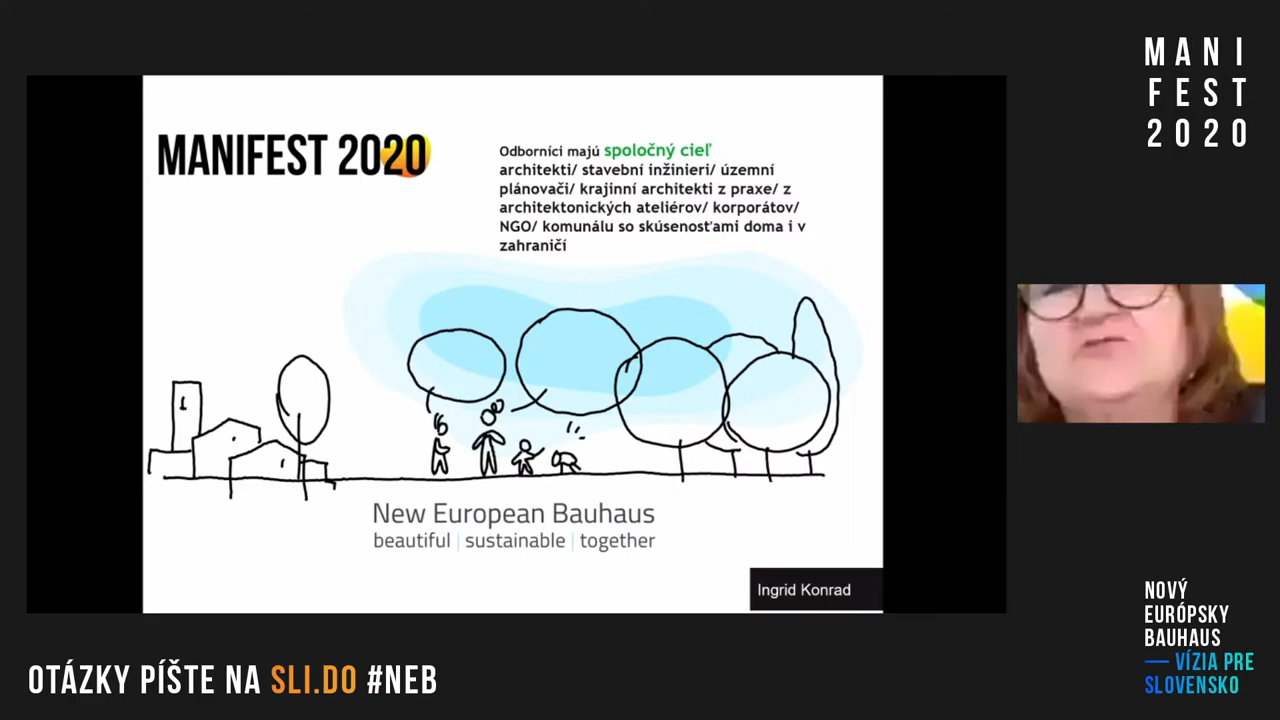 MANIFEST 2020
Odborníci majú spoločný cieľ
architekti/ stavební inžinieri/ územní
plánovači/ krajinní architekti z praxe/ z
architektonických ateliérov/ korporátov/
NGO/ komunálu so skúsenosťami doma i v
zahraničí
New European Bauhaus
beautiful | sustainable | together
Ingrid Konrad
MANI
FEST
2020
NOVÝ
EURÓPSKY
BAUHAUS
— VÍZIA PRE
SLOVENSKO
OTÁZKY PÍŠTE NA SLI.DO #NEB